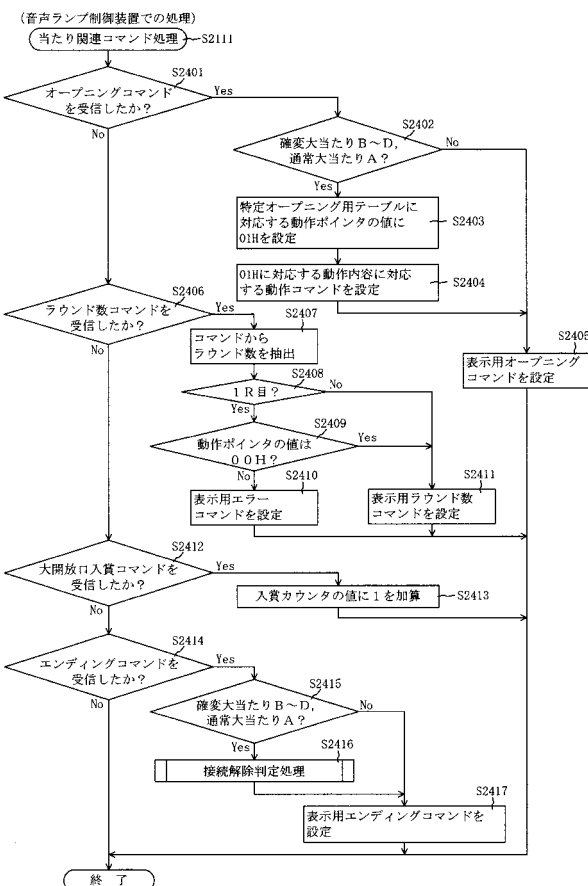 (音声ランプ制御装置での処理)
当たり関連コマンド処理
S2111
S2401
オープニングコマンド
を受信したか?
Yes
No
S2402
確変大当たりB~D,
通常大当たりA?
No
Yes
特定オープニング用テーブルに
対応する動作ポインタの値に
01Hを設定
S2403
01Hに対応する動作内容に対応
する動作コマンドを設定
S2404
S2405
表示用オープニング
コマンドを設定
S2406
ラウンド数コマンドを
受信したか?
Yes
No
S2407
コマンドから
ラウンド数を抽出
S2408
1R目?
No
Yes
S2409
動作ポインタの値は
00H?
Yes
No
S2410
表示用エラー
コマンドを設定
S2411
表示用ラウンド数
コマンドを設定
S2412
大開放口入賞コマンドを
受信したか?
Yes
No
入賞カウンタの値に1を加算
S2413
S2414
エンディングコマンドを
受信したか?
Yes
No
S2415
確変大当たりB~D,
通常大当たりA?
No
Yes
S2416
接続解除判定処理
S2417
表示用エンディングコマンドを
設定
終了